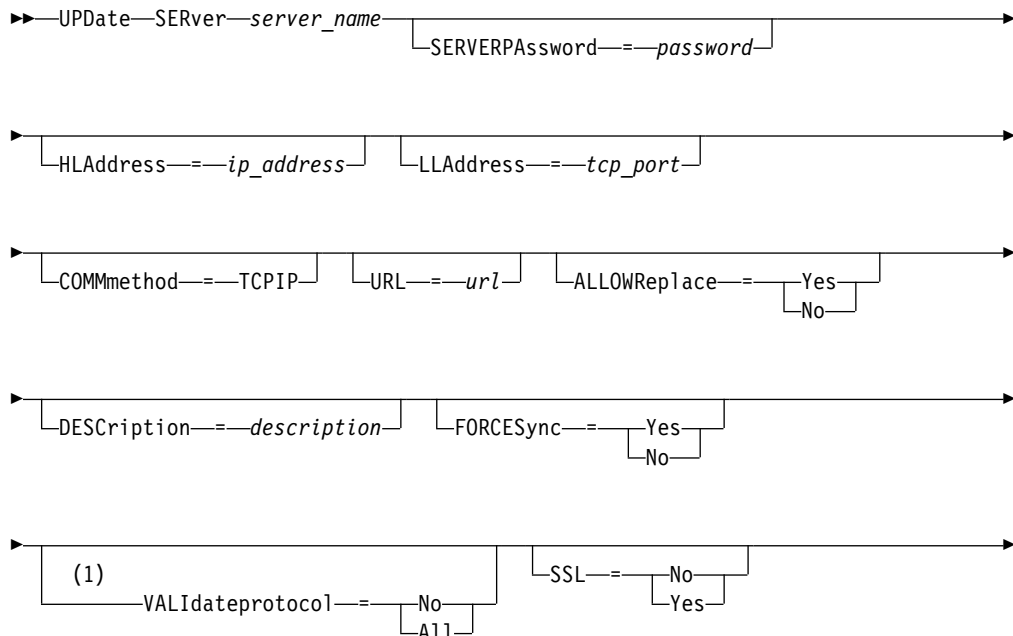 ►►──UPDate──SERver──server_name──
SERVERPAssword──=──password
HLAddress──=──ip_address LLAddress──=──tcp_port
COMMmethod──=──TCPIP URL──=──url ALLOWReplace──=──Yes
No
DESCription──=──description FORCESync──=──Yes
No
(1) SSL──=──No
VALIdateprotocol──=──No Yes
All